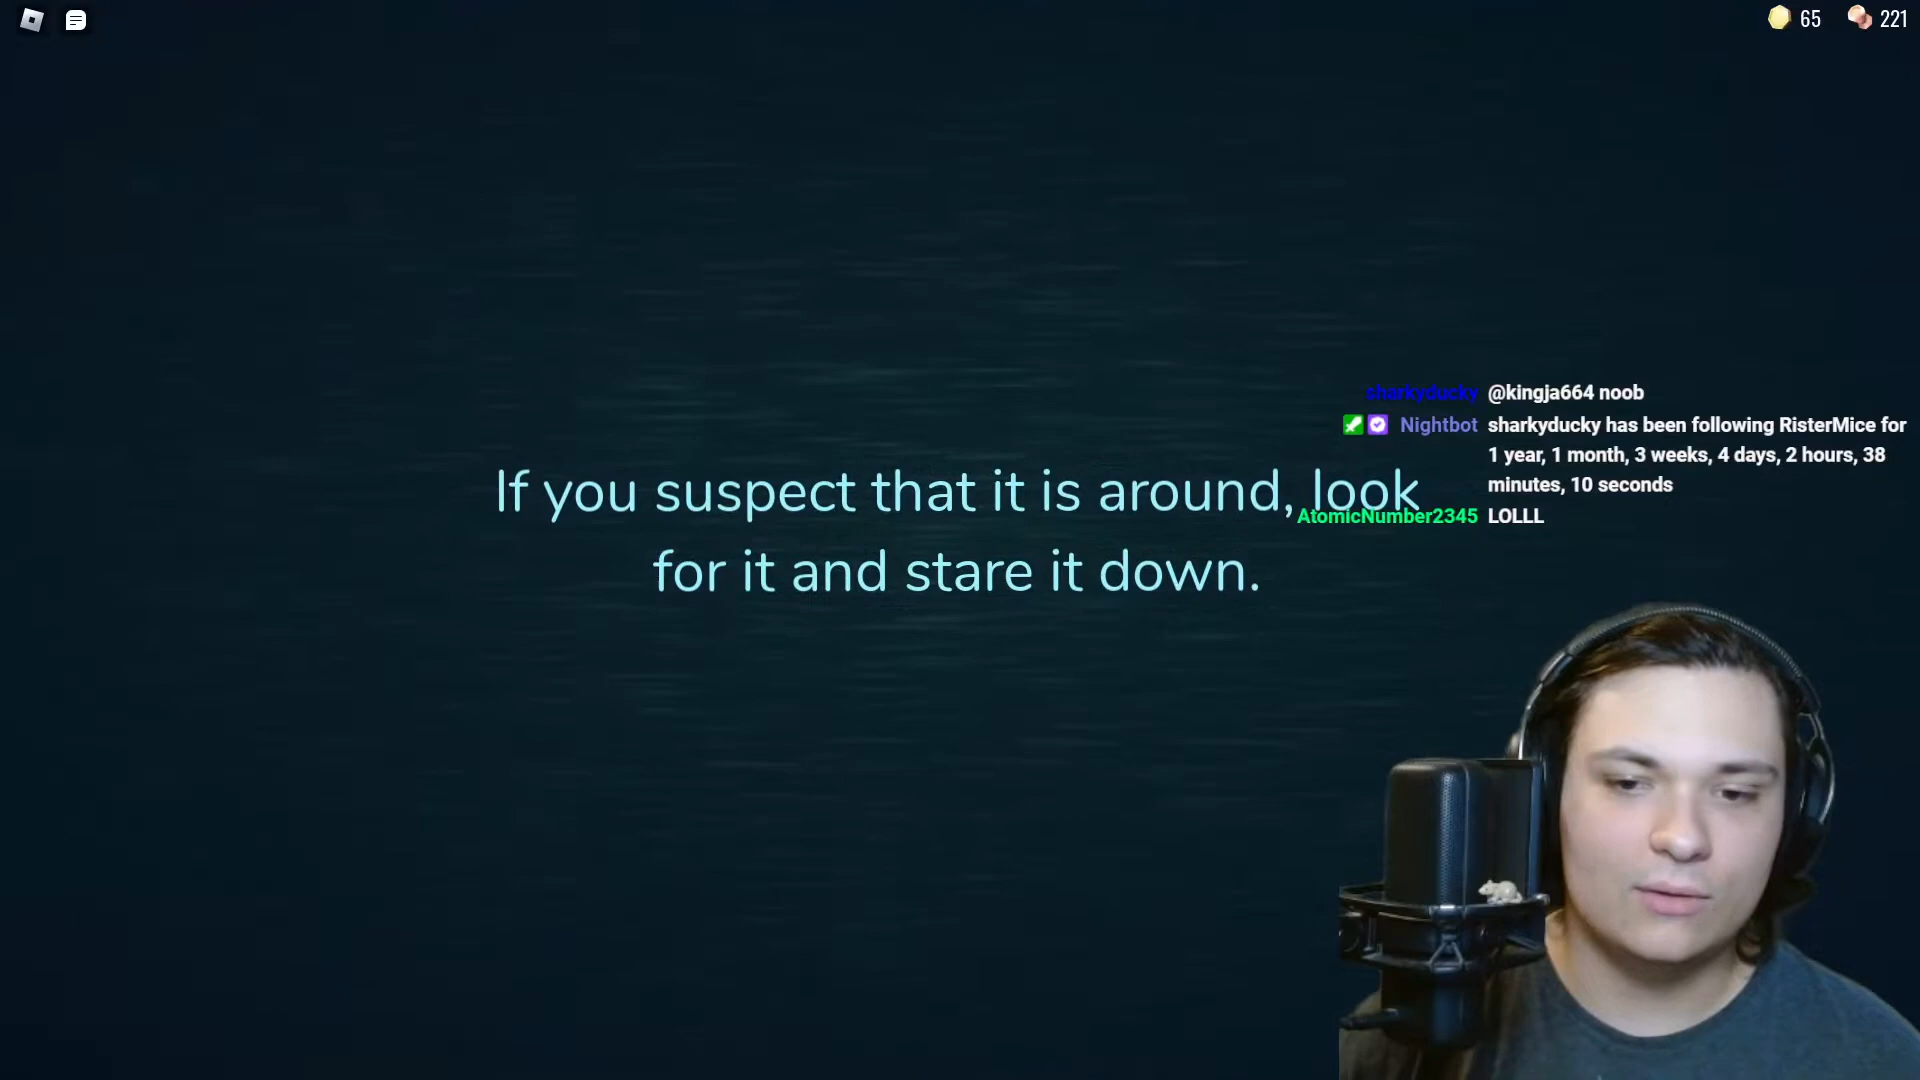 65 221
sharkyducky @kingja664 noob
Nightbot sharkyducky has been following RisterMice for
1 year, 1 month, 3 weeks, 4 days, 2 hours, 38
minutes, 10 seconds
AtomicNumber2345 LOLLL
If you suspect that it is around, look
for it and stare it down.